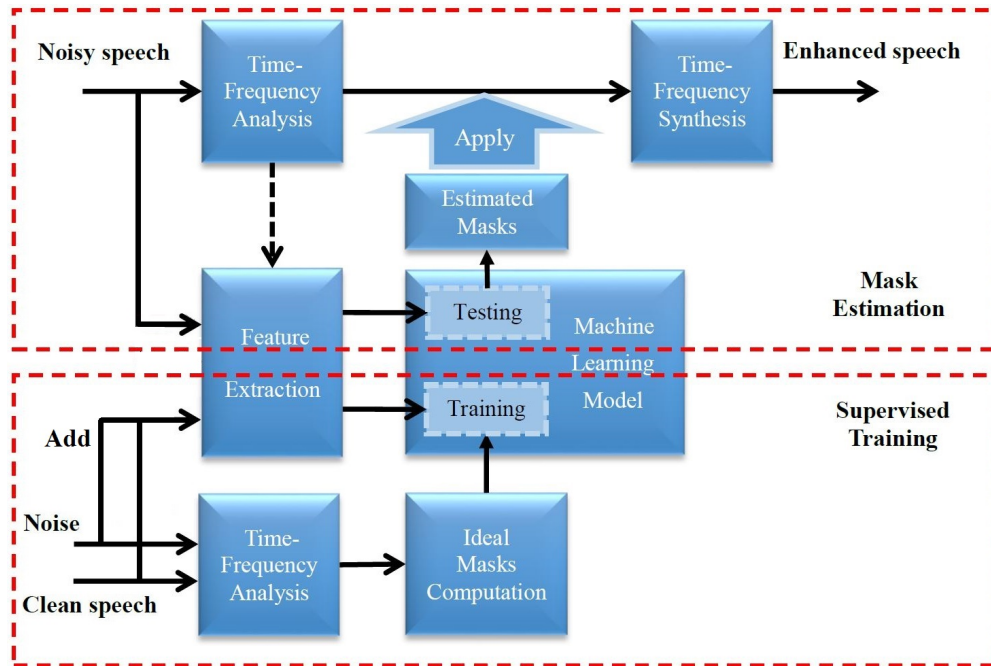 Noisy speech
Time-
Frequency
Analysis
Time-
Frequency
Synthesis
Enhanced speech
Apply
Estimated
Masks
Mask
Estimation
Feature
Extraction
Testing
Machine
Learning
Model
Training
Supervised
Training
Add
Noise
Clean speech
Time-
Frequency
Analysis
Ideal
Masks
Computation